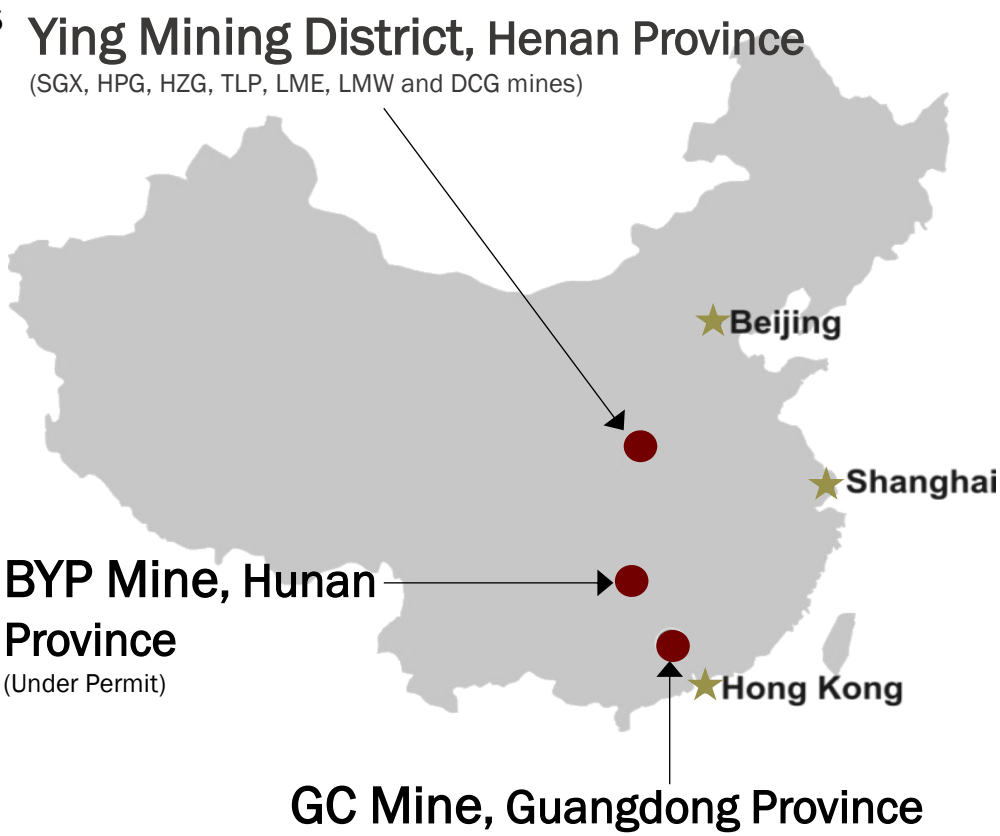 Ying Mining District, Henan Province
(SGX, HPG, HZG, TLP, LME, LMW and DCG mines)
Beijing
Shanghai
BYP Mine, Hunan
Province
(Under Permit)
Hong Kong
GC Mine, Guangdong Province